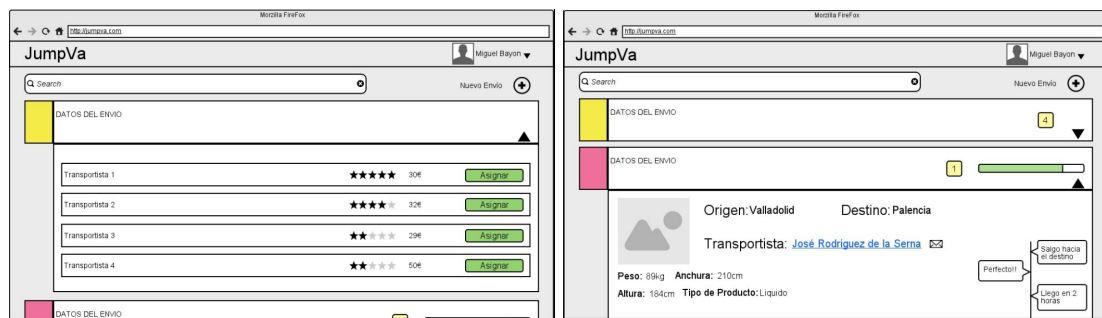 Morzilla FireFox
http://jumpva.com
JumpVa
Miguel Bayon
Search
Nuevo Envío
DATOS DEL ENVIO
Transportista 1 30€ Asignar
Transportista 2 32€ Asignar
Transportista 3 29€ Asignar
Transportista 4 50€ Asignar
DATOS DEL ENVIO
Morzilla FireFox
http://jumpva.com
JumpVa
Miguel Bayon
Search
Nuevo Envío
DATOS DEL ENVIO
4
DATOS DEL ENVIO
1
Origen: Valladolid Destino: Palencia
Transportista: José Rodriguez de la Serna
Peso: 89kg Anchura: 210cm
Altura: 184cm Tipo de Producto: Liquido
Salgo hacia
el destino
Perfecto!!
Llego en 2
horas